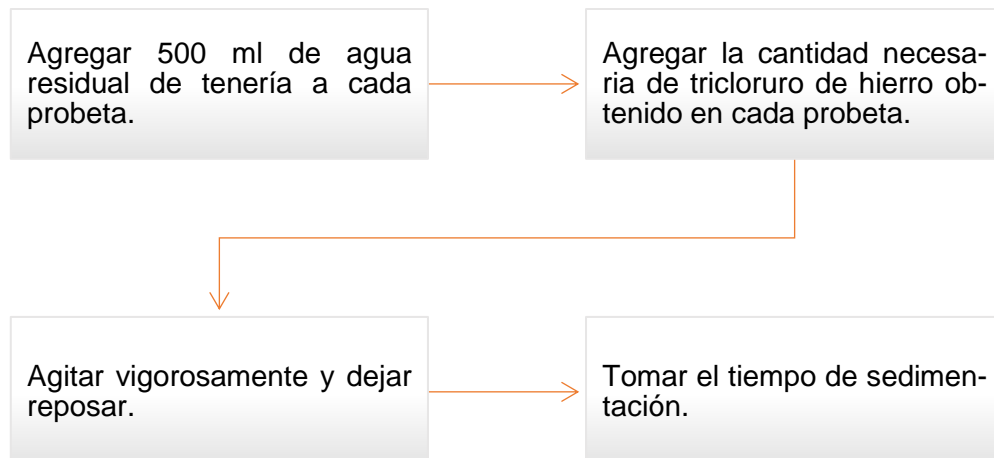 Agregar 500 ml de agua
residual de tenería a cada
probeta.
Agregar la cantidad necesa-
ria de tricloruro de hierro ob-
tenido en cada probeta.
Agitar vigorosamente y dejar
reposar.
Tomar el tiempo de sedimen-
tación.